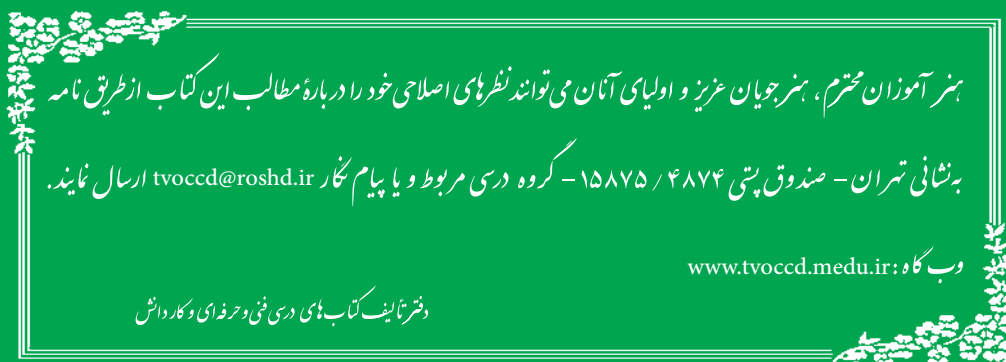 هنر آموزان محترم، هنرجویان عزیز و اولیای آنان می‌توانند نظرهای اصلاحی خود را دربارهٔ مطالب این کتاب از طریق نامه
به‌نشانی تهران – صندوق پستی ۴۸۷۴ / ۱۵۸۷۵ – گروه درسی مربوط و یا پیام نگار tvoccd@roshd.ir ارسال نمایند.
وب گاه: www.tvoccd.medu.ir
دفتر تألیف کتاب‌های درسی فنی و حرفه‌ای و کاردانش